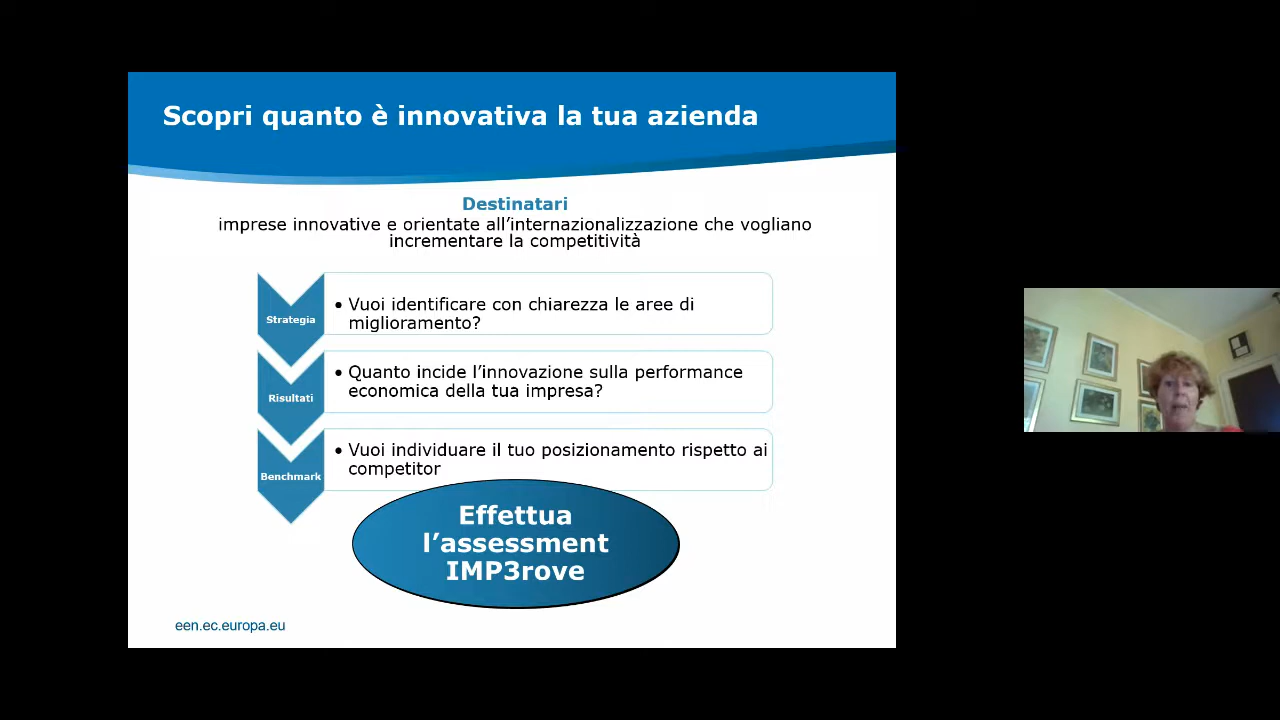 Scopri quanto è innovativa la tua azienda
Destinatari
imprese innovative e orientate all’internazionalizzazione che vogliano
incrementare la competitività
Strategia
• Vuoi identificare con chiarezza le aree di
miglioramento?
Risultati
• Quanto incide l’innovazione sulla performance
economica della tua impresa?
Benchmark
• Vuoi individuare il tuo posizionamento rispetto ai
competitor
Effettua
l’assessment
IMP3rove
een.ec.europa.eu